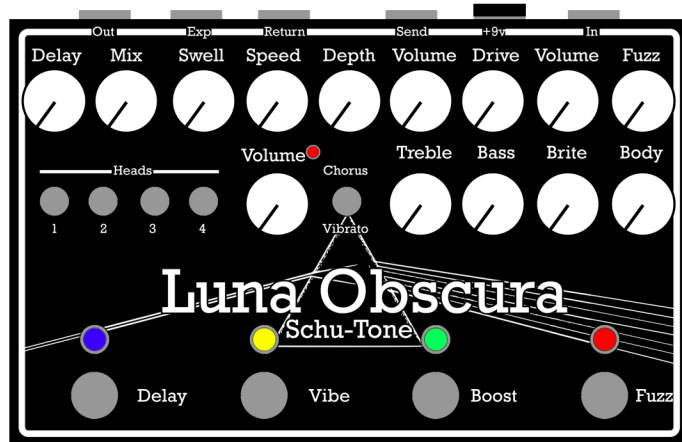 Out Exp Return Send +9v In
Delay Mix Swell Speed Depth Volume Drive Volume Fuzz
Volume Treble Bass Brite Body
Heads Chorus
1 2 3 4 Vibrato
Luna Obscura
Schu-Tone
Delay Vibe Boost Fuzz